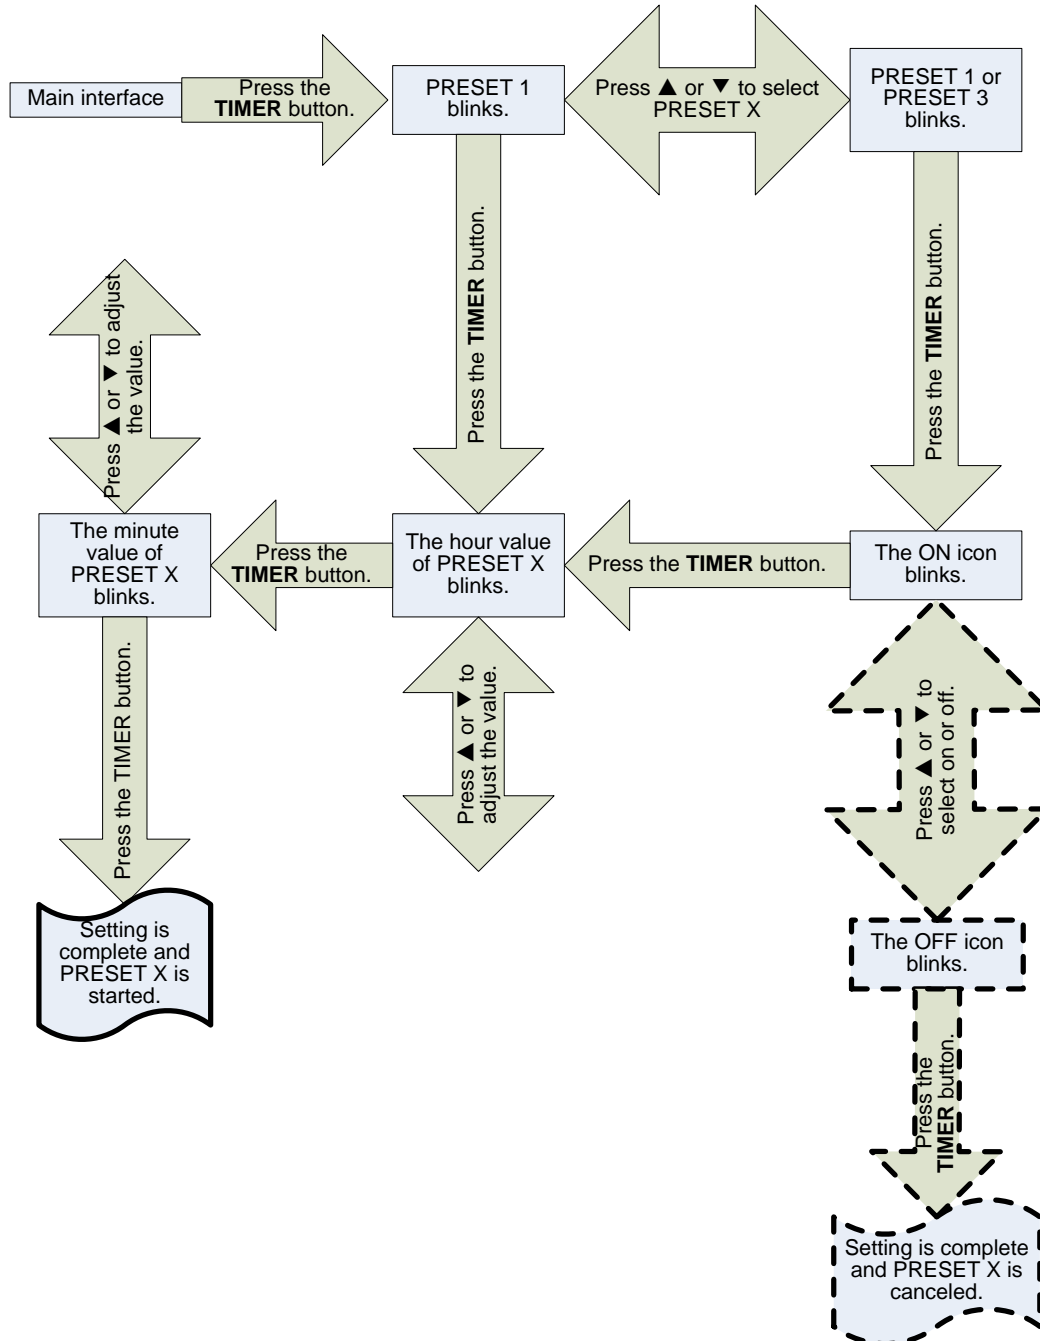 Main interface
Press the
TIMER button.
PRESET 1
blinks.
Press ▲ or ▼ to select
PRESET X
PRESET 1 or
PRESET 3
blinks.
Press the TIMER button.
Press the TIMER button.
Press ▲ or ▼ to adjust
the value.
The minute
value of
PRESET X
blinks.
Press the
TIMER button.
The hour value
of PRESET X
blinks.
Press the TIMER button.
The ON icon
blinks.
Press the TIMER button.
Press ▲ or ▼ to
adjust the value.
Press ▲ or ▼ to
select on or off.
Setting is
complete and
PRESET X is
started.
The OFF icon
blinks.
Press the
TIMER button.
Setting is complete
and PRESET X is
canceled.